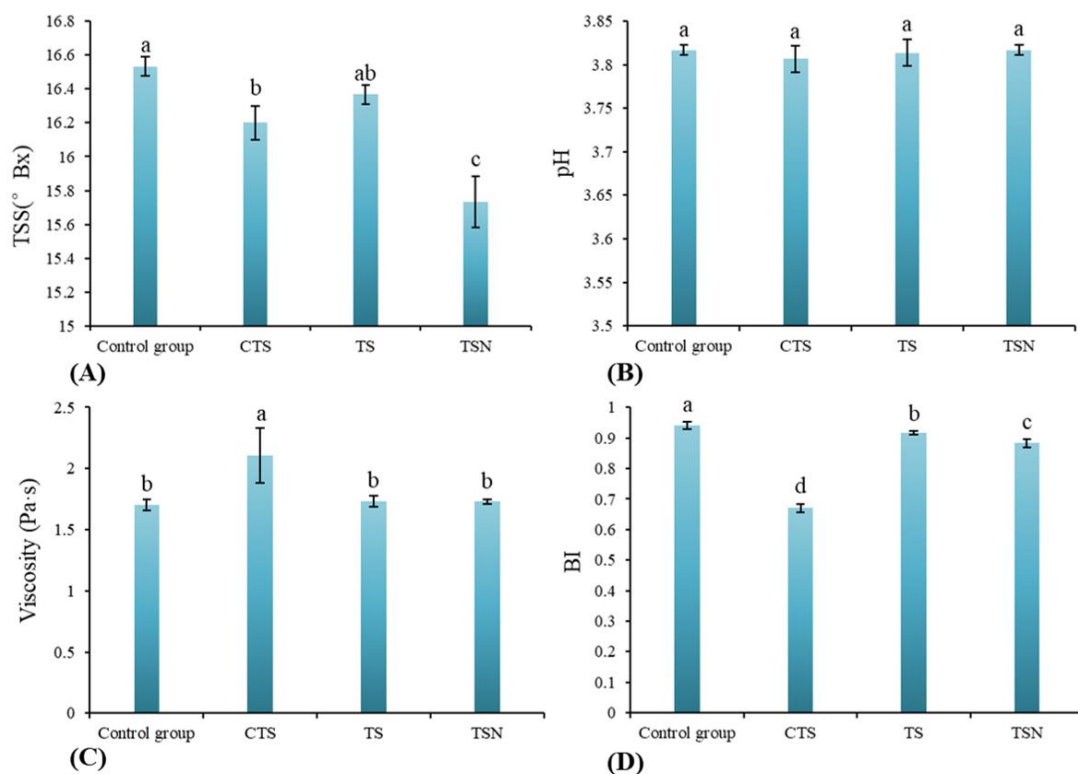 16.8
16.6
16.4
16.2
16
15.8
15.6
15.4
15.2
15
TSS(° Bx)
a
b
ab
c
Control group CTS TS TSN
(A)
3.85
3.8
3.75
3.7
3.65
3.6
3.55
3.5
pH
a a a a
Control group CTS TS TSN
(B)
2.5
2
1.5
1
0.5
0
Viscosity (Pa·s)
b
a
b
b
Control group CTS TS TSN
(C)
1
0.9
0.8
0.7
0.6
0.5
0.4
0.3
0.2
0.1
0
BI
a
d
b
c
Control group CTS TS TSN
(D)